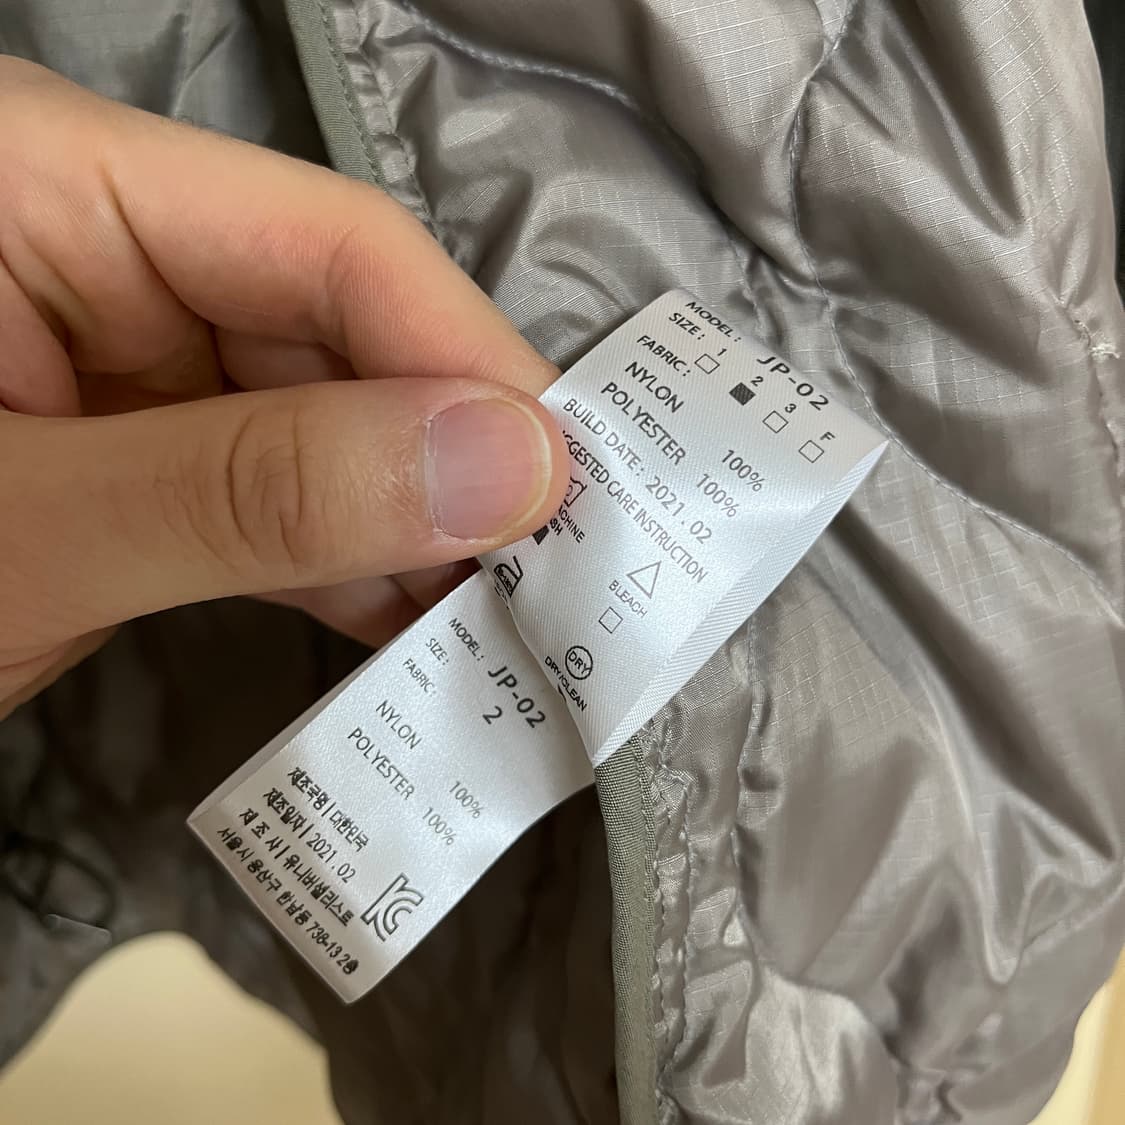 MODEL: JP-02
SIZE: 1 2 3 F
FABRIC:
NYLON 100%
POLYESTER 100%
BUILD DATE: 2021.02
CARE INSTRUCTION
BLEACH
DRY
DRY/CLEAN
MODEL: JP-02
SIZE: 2
FABRIC:
NYLON 100%
POLYESTER 100%
제조국명 | 대한민국
제조일자 | 2021.02
제 조 사 | 유니버셜리스트
서울시 용산구 한남동 738-13 2층